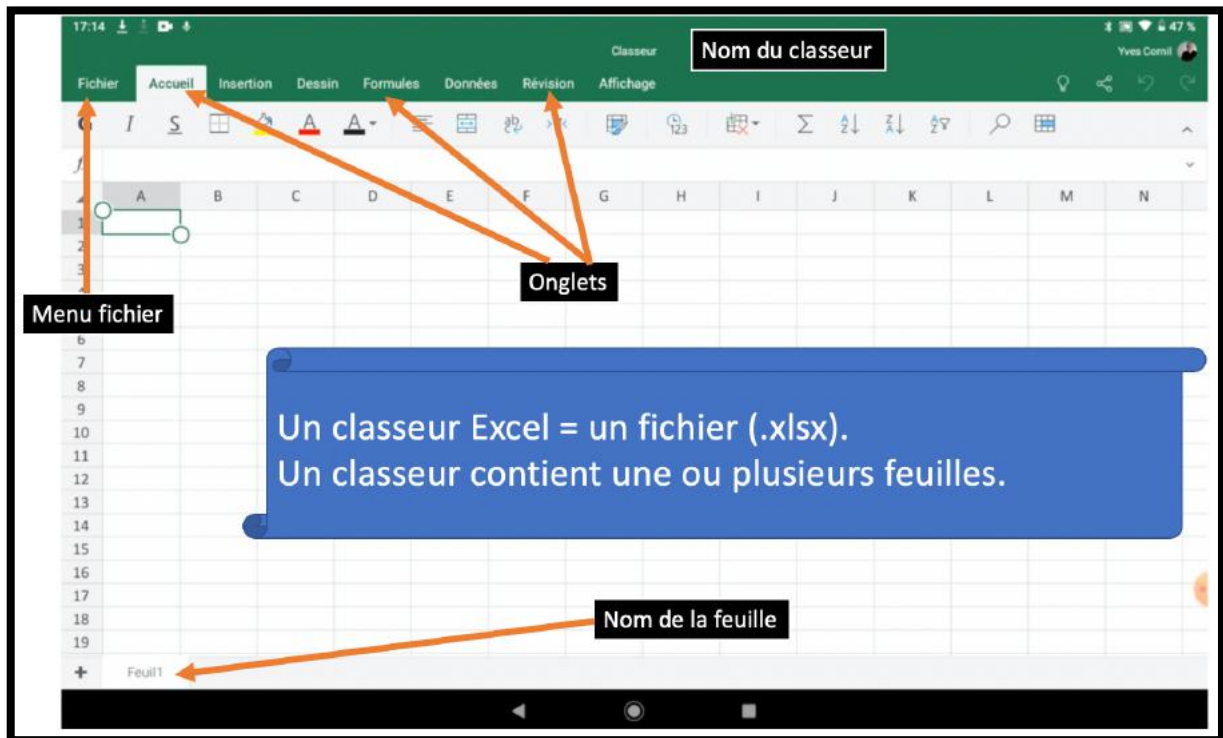 17:14 47 %
Classeur
Nom du classeur
Yves Cornil
Fichier Accueil Insertion Dessin Formules Données Révision Affichage
G I S A A ab 123 Σ A Z Z A A Z
A B C D E F G H I J K L M N
1
2
3
Onglets
Menu fichier
6
7
8
9
10
11
12
13
14
15
16
17
18
19
Un classeur Excel = un fichier (.xlsx).
Un classeur contient une ou plusieurs feuilles.
Nom de la feuille
+ Feuil1